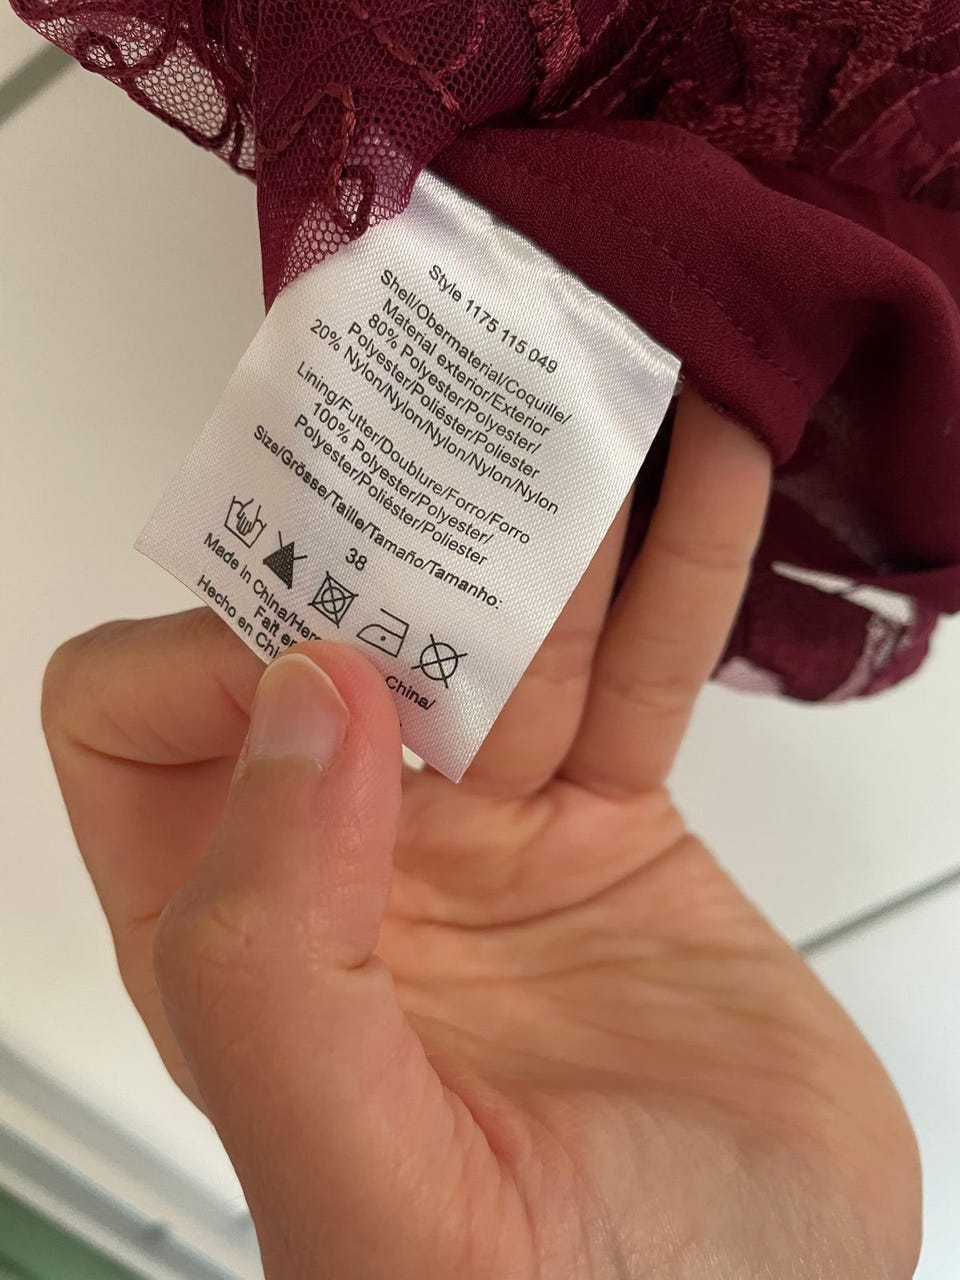 Style 1175 115 049
Shell/Obermaterial/Coquille/
Material exterior/Exterior
80% Polyester/Polyester/
Polyester/Poliéster/Poliester
20% Nylon/Nylon/Nylon/Nylon/Nylon
Lining/Futter/Doublure/Forro/Forro
100% Polyester/Polyester/
Polyester/Poliéster/Poliester
Size/Grösse/Taille/Tamaño/Tamanho:
38
Made in China/
Fait en China/
Hecho en